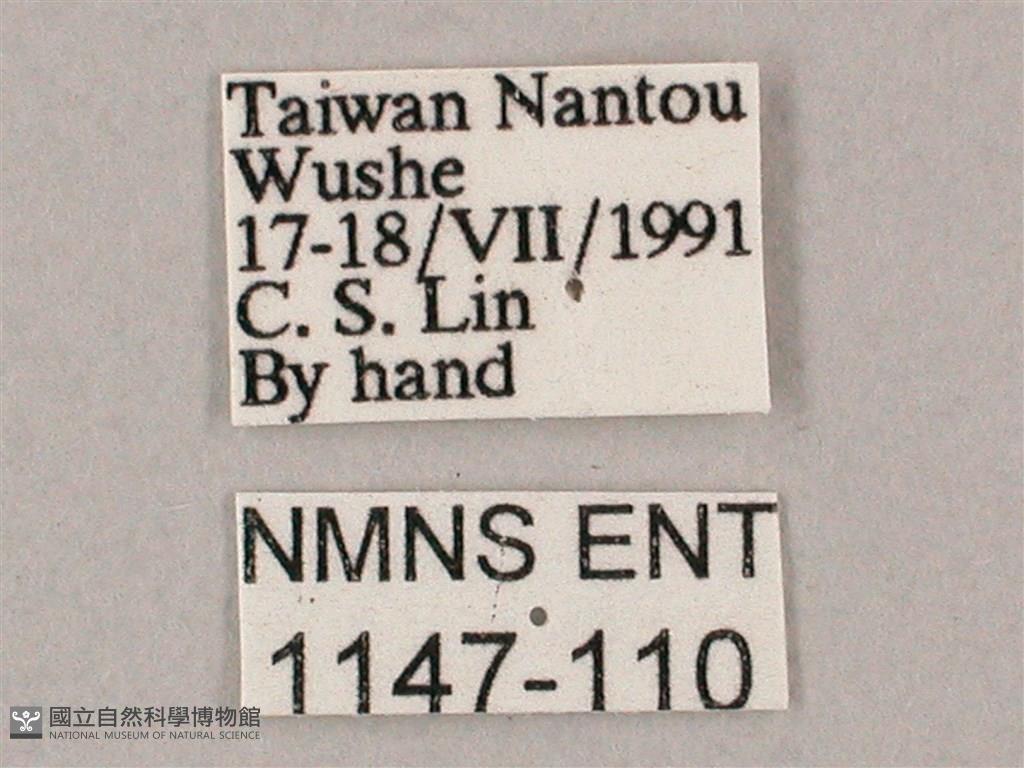 Taiwan Nantou
Wushe
17-18/VII/1991
C. S. Lin
By hand
NMNS ENT
1147-110
國立自然科學博物館
NATIONAL MUSEUM OF NATURAL SCIENCE